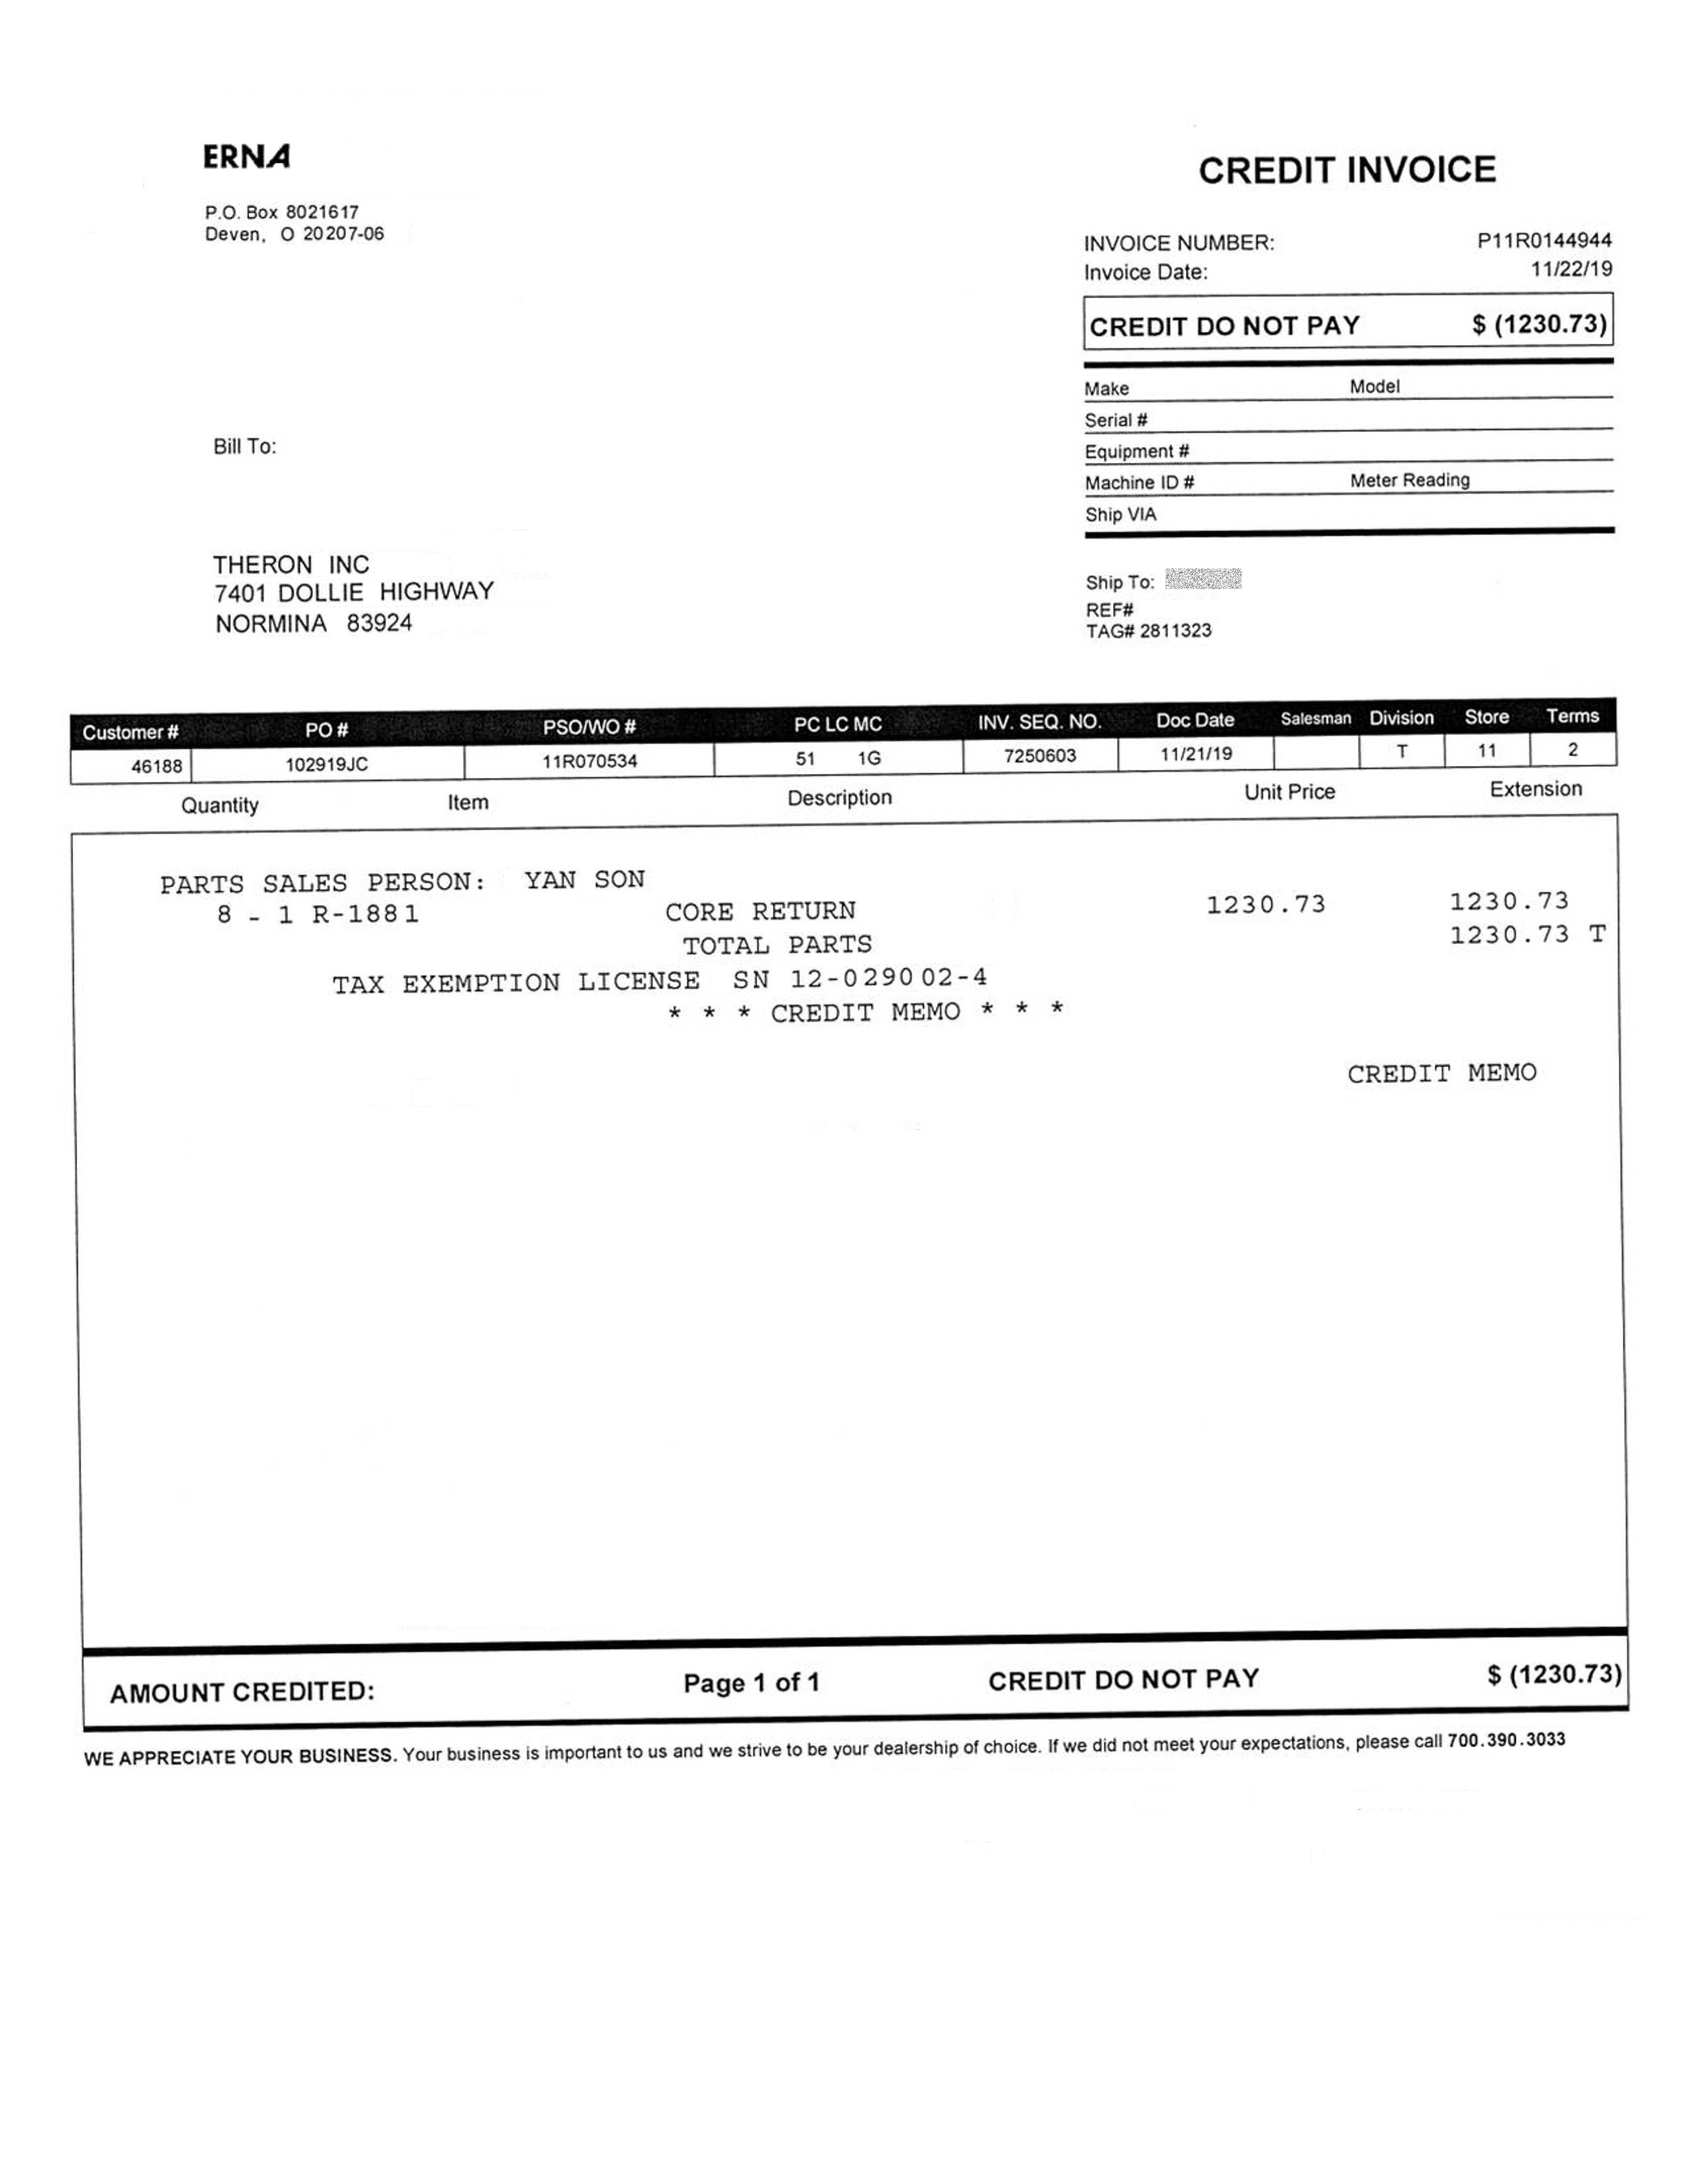 ERNA
CREDIT INVOICE
P.O. Box 8021617
Deven, O 20207-06
INVOICE NUMBER: P11R0144944
Invoice Date: 11/22/19
CREDIT DO NOT PAY $ (1230.73)
Make Model
Serial #
Equipment #
Machine ID # Meter Reading
Ship VIA
Bill To:
THERON INC
7401 DOLLIE HIGHWAY
NORMINA 83924
Ship To:
REF#
TAG# 2811323
Customer # PO # PSO/WO # PC LC MC INV. SEQ. NO. Doc Date Salesman Division Store Terms
46188 102919JC 11R070534 51 1G 7250603 11/21/19 T 11 2
Quantity Item Description Unit Price Extension
PARTS SALES PERSON: YAN SON
8 - 1 R-1881 CORE RETURN 1230.73 1230.73
TOTAL PARTS 1230.73 T
TAX EXEMPTION LICENSE SN 12-029002-4
* * * CREDIT MEMO * * *
CREDIT MEMO
AMOUNT CREDITED: Page 1 of 1 CREDIT DO NOT PAY $ (1230.73)
WE APPRECIATE YOUR BUSINESS. Your business is important to us and we strive to be your dealership of choice. If we did not meet your expectations, please call 700.390.3033